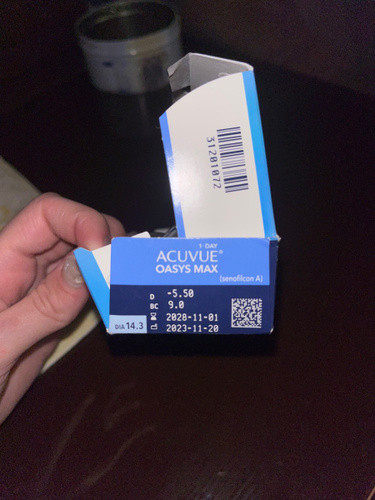 51201072
1·DAY
ACUVUE®
OASYS MAX
(senofilcon A)
D -5.50
BC 9.0
2028-11-01
DIA 14.3 2023-11-20